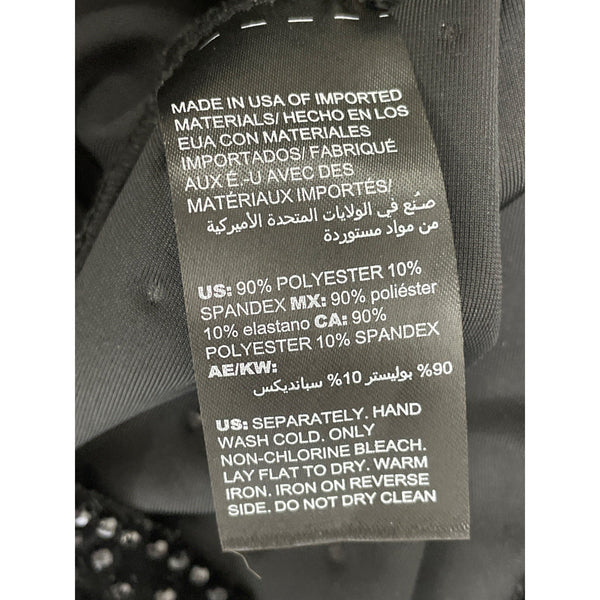 MADE IN USA OF IMPORTED
MATERIALS/ HECHO EN LOS
EUA CON MATERIALES
IMPORTADOS/ FABRIQUÉ
AUX É.-U AVEC DES
MATÉRIAUX IMPORTÉS/
صنُع في الولايات المتحدة الأميركية
من مواد مستوردة
US: 90% POLYESTER 10%
SPANDEX MX: 90% poliéster
10% elastano CA: 90%
POLYESTER 10% SPANDEX
AE/KW:
90% بوليستر 10% سبانديكس
US: SEPARATELY. HAND
WASH COLD. ONLY
NON-CHLORINE BLEACH.
LAY FLAT TO DRY. WARM
IRON. IRON ON REVERSE
SIDE. DO NOT DRY CLEAN